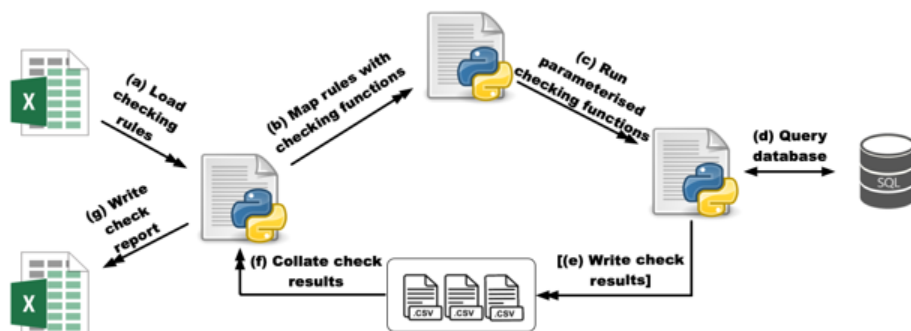 X
(a) Load
checking
rules
(b) Map rules with
checking functions
(c) Run
parameterised
checking functions
(d) Query
database
SQL
[(e) Write check
results]
.CSV
.CSV
.CSV
(f) Collate check
results
(g) Write
check
report
X